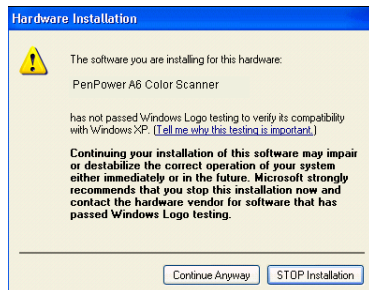 Hardware Installation
The software you are installing for this hardware:
PenPower A6 Color Scanner
has not passed Windows Logo testing to verify its compatibility
with Windows XP. (Tell me why this testing is important.)
Continuing your installation of this software may impair
or destabilize the correct operation of your system
either immediately or in the future. Microsoft strongly
recommends that you stop this installation now and
contact the hardware vendor for software that has
passed Windows Logo testing.
Continue Anyway
STOP Installation